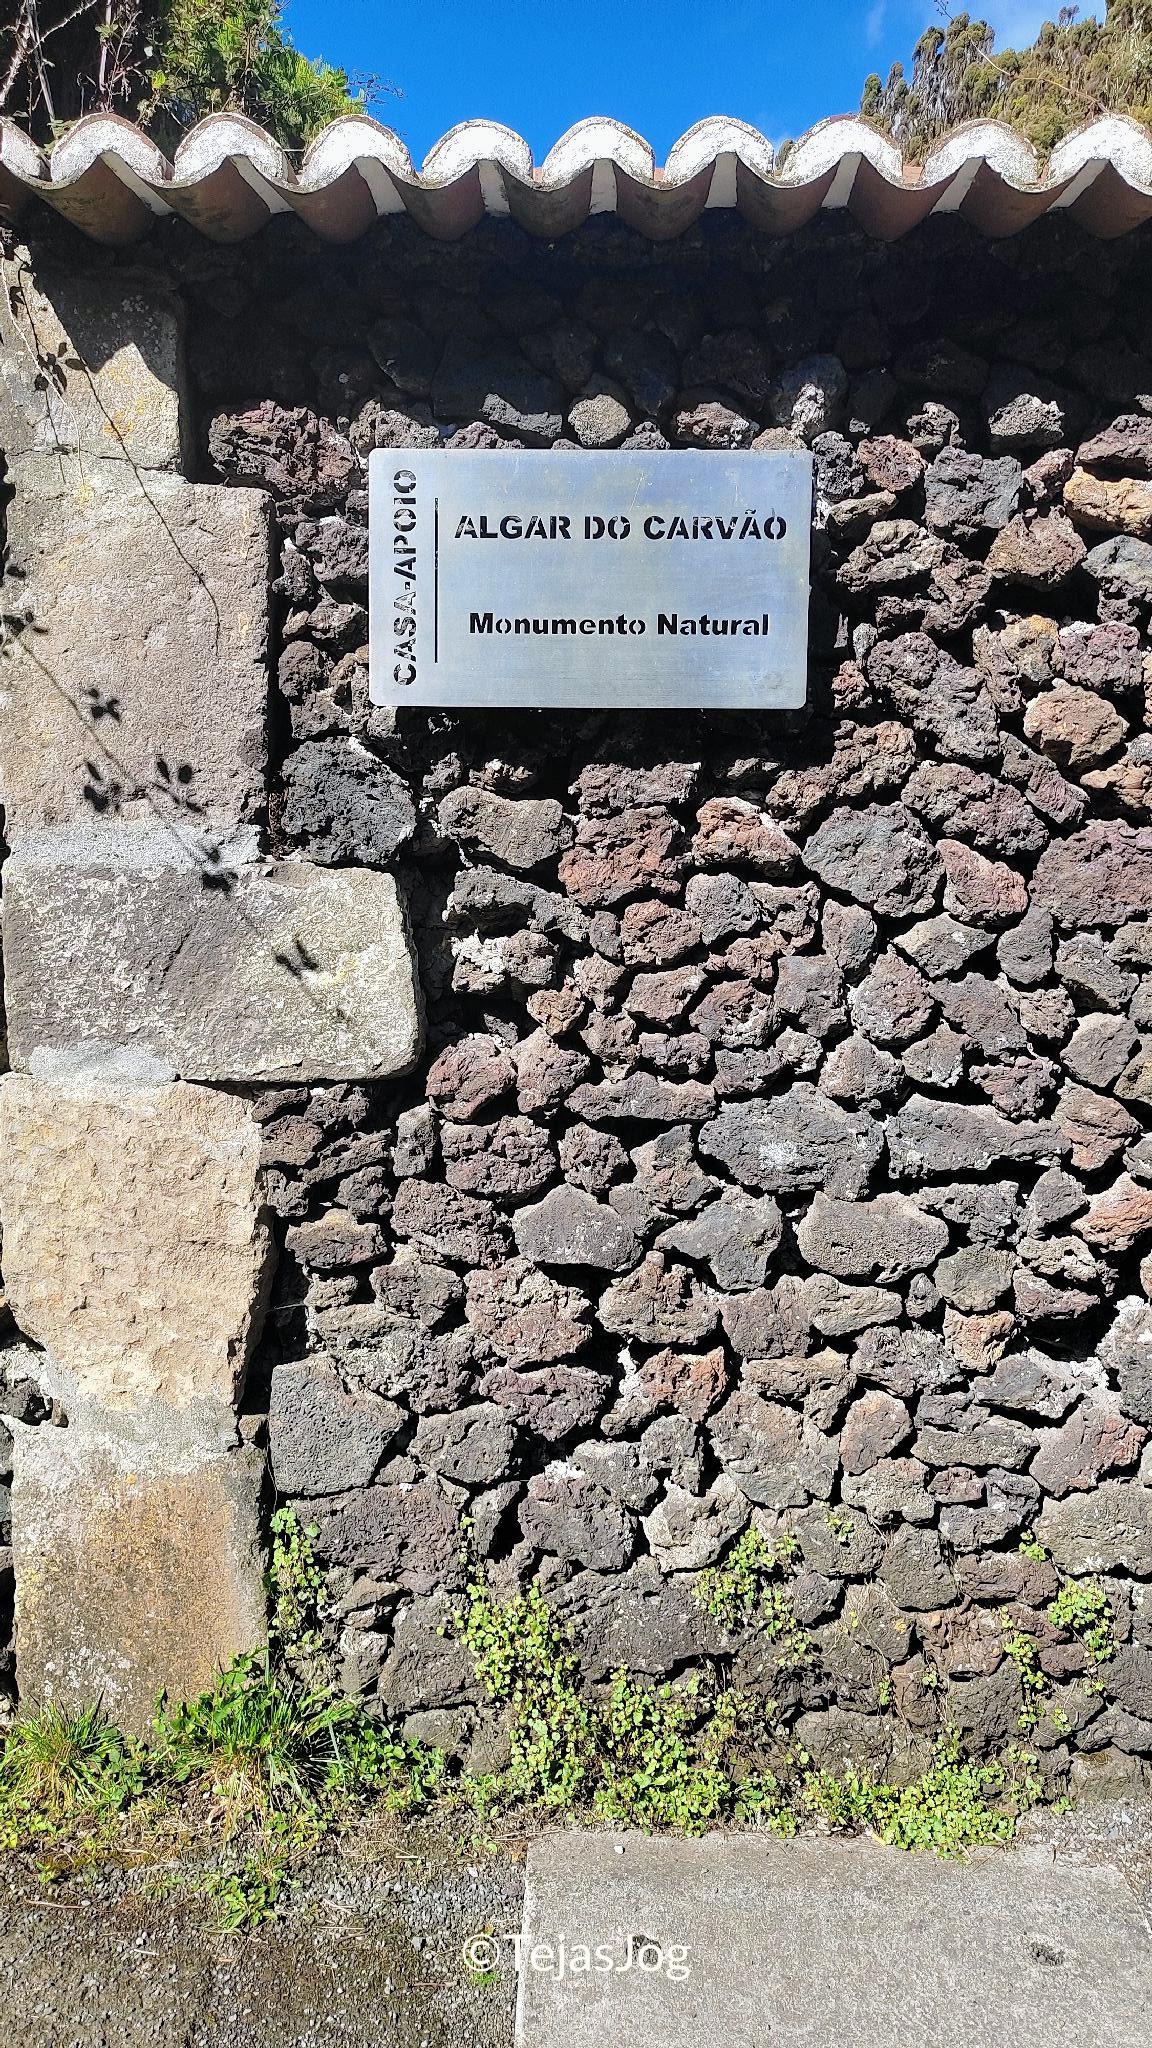 CASA-APOIO
ALGAR DO CARVÃO
Monumento Natural
©TejasJog